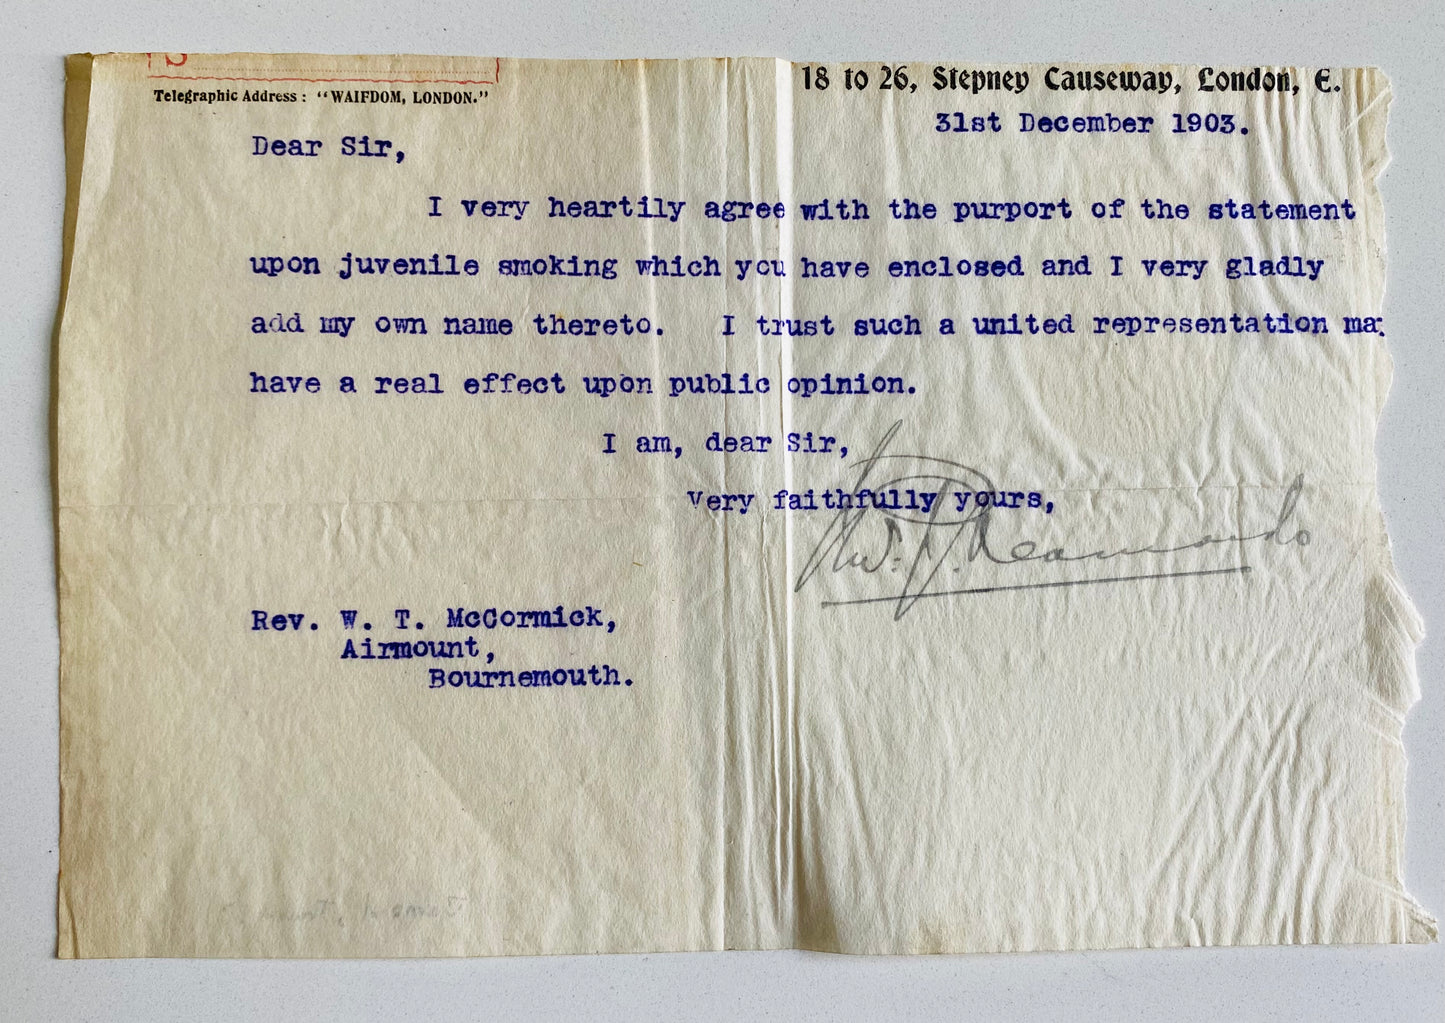 S
Telegraphic Address: "WAIFDOM, LONDON."
18 to 26, Stepney Causeway, London, E.
31st December 1903.
Dear Sir,
I very heartily agree with the purport of the statement
upon juvenile smoking which you have enclosed and I very gladly
add my own name thereto. I trust such a united representation ma
have a real effect upon public opinion.
I am, dear Sir,
Very faithfully yours,
Rev. W. T. McCormick,
Airmount,
Bournemouth.